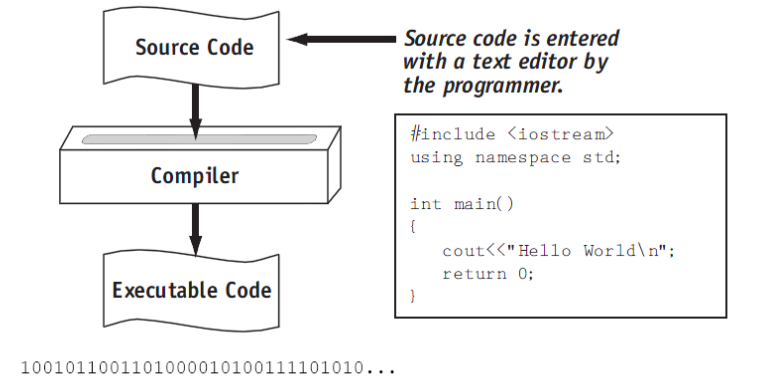 Source Code
Source code is entered
with a text editor by
the programmer.
Compiler
#include <iostream>
using namespace std;
int main()
{
cout<<"Hello World\n";
return 0;
}
Executable Code
1001011001101000010100111101010...